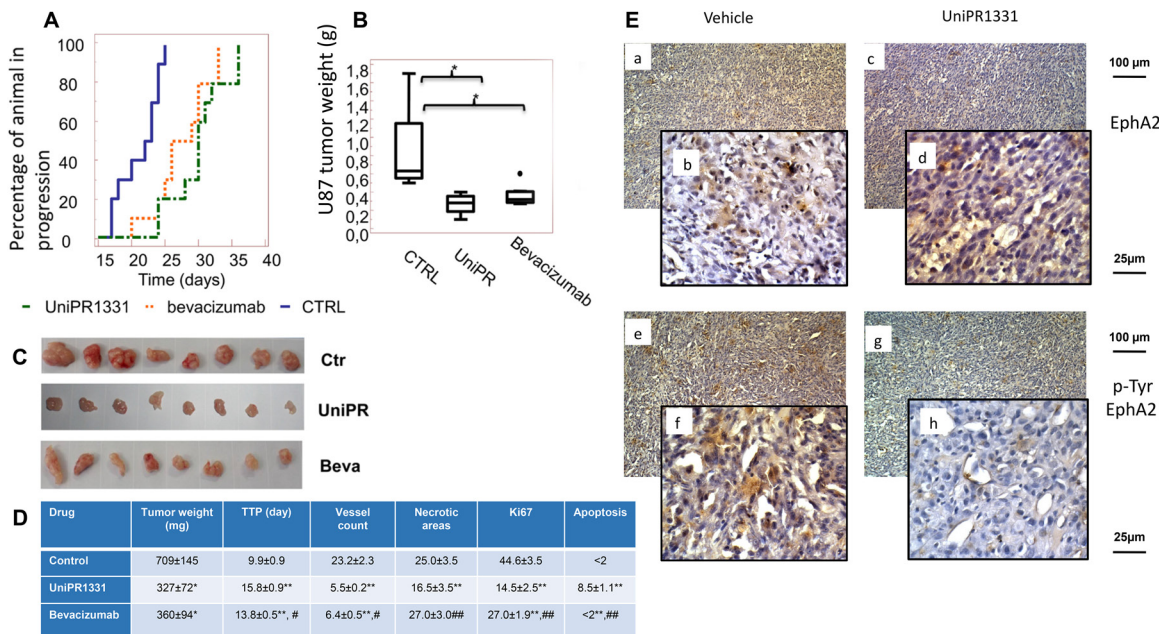 A
Percentage of animal in
progression
100
80
60
40
20
0
15
20
25
30
35
40
Time (days)
UniPR1331
bevacizumab
CTRL
B
U87 tumor weight (g)
1,8
1,6
1,4
1,2
1,0
0,8
0,6
0,4
0,2
0,0
*
*
CTRL
UniPR
Bevacizumab
C
Ctr
UniPR
Beva
D
Drug Tumor weight (mg) TTP (day) Vessel count Necrotic areas Ki67 Apoptosis
Control 709±145 9.9±0.9 23.2±2.3 25.0±3.5 44.6±3.5 <2
UniPR1331 327±72* 15.8±0.9** 5.5±0.2** 16.5±3.5** 14.5±2.5** 8.5±1.1**
Bevacizumab 360±94* 13.8±0.5**, # 6.4±0.5**,# 27.0±3.0## 27.0±1.9**,## <2**,##
E
Vehicle
UniPR1331
a
b
c
d
100 µm
EphA2
25µm
e
f
g
h
100 µm
p-Tyr
EphA2
25µm